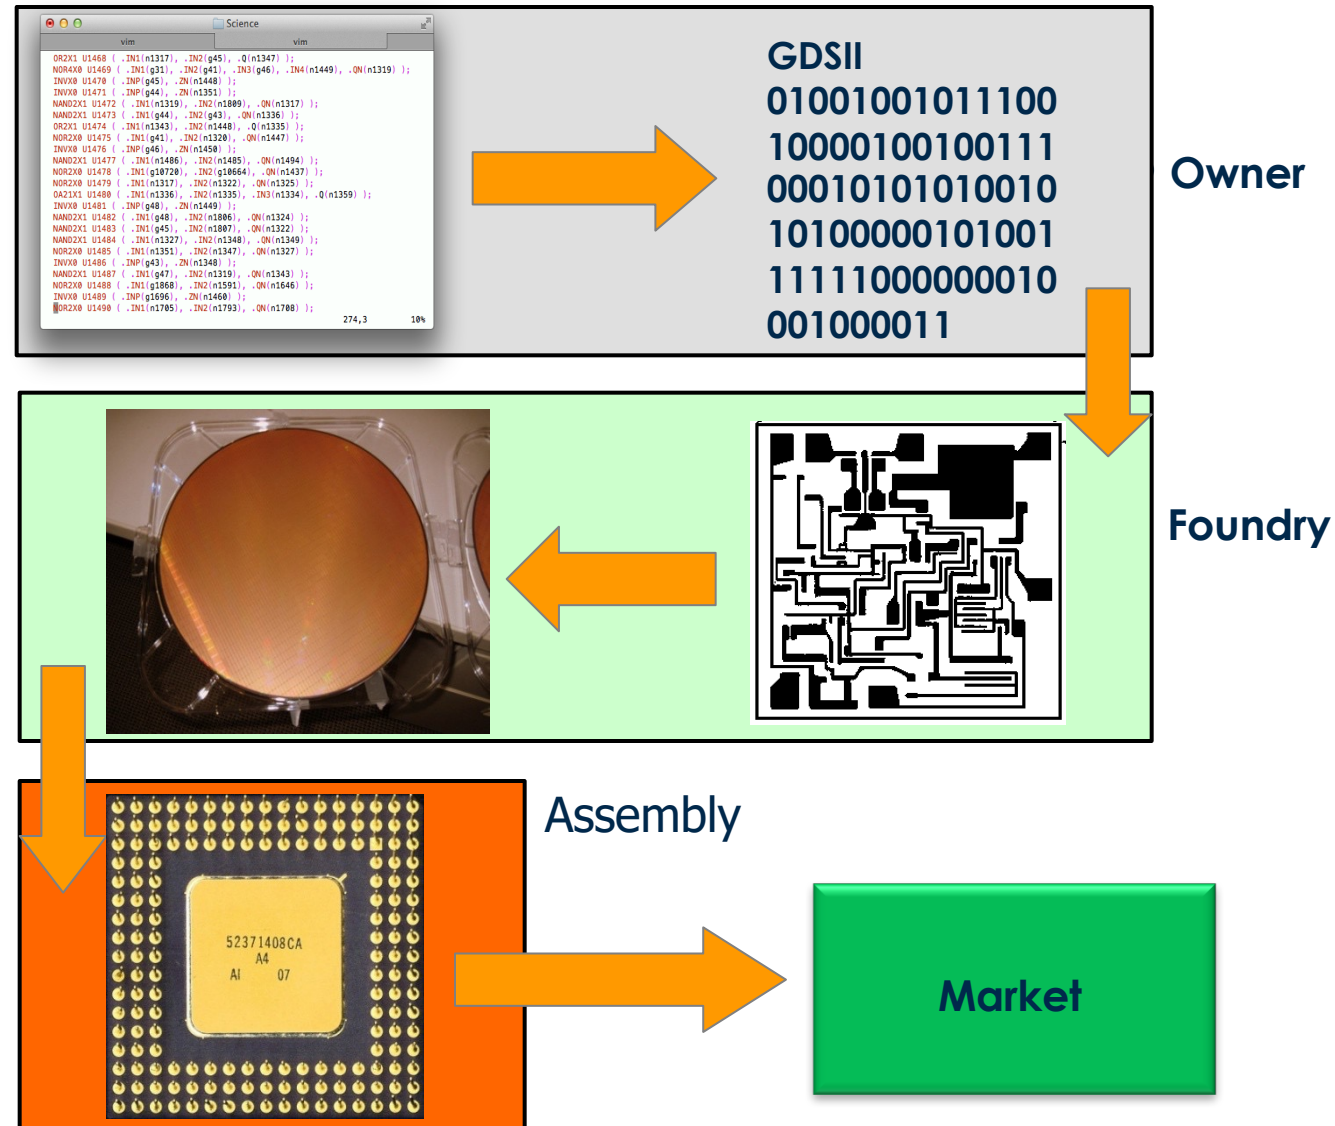 Science
vim vim
OR2X1 U1468 ( .IN1(n1317), .IN2(g45), .Q(n1347) );
NOR4X0 U1469 ( .IN1(g31), .IN2(g41), .IN3(g46), .IN4(n1449), .QN(n1319) );
INVX0 U1470 ( .INP(g45), .ZN(n1448) );
INVX0 U1471 ( .INP(g44), .ZN(n1351) );
NAND2X1 U1472 ( .IN1(n1319), .IN2(n1809), .QN(n1317) );
NAND2X1 U1473 ( .IN1(g44), .IN2(g43), .QN(n1336) );
OR2X1 U1474 ( .IN1(n1343), .IN2(n1448), .Q(n1335) );
NOR2X0 U1475 ( .IN1(g41), .IN2(n1320), .QN(n1447) );
INVX0 U1476 ( .INP(g46), .ZN(n1450) );
NAND2X1 U1477 ( .IN1(n1486), .IN2(n1485), .QN(n1494) );
NOR2X0 U1478 ( .IN1(g10720), .IN2(g10664), .QN(n1437) );
NOR2X0 U1479 ( .IN1(n1317), .IN2(n1322), .QN(n1325) );
OA21X1 U1480 ( .IN1(n1336), .IN2(n1335), .IN3(n1334), .Q(n1359) );
INVX0 U1481 ( .INP(g48), .ZN(n1449) );
NAND2X1 U1482 ( .IN1(g48), .IN2(n1806), .QN(n1324) );
NAND2X1 U1483 ( .IN1(g45), .IN2(n1807), .QN(n1322) );
NAND2X1 U1484 ( .IN1(n1327), .IN2(n1348), .QN(n1349) );
NOR2X0 U1485 ( .IN1(n1351), .IN2(n1347), .QN(n1327) );
INVX0 U1486 ( .INP(g43), .ZN(n1348) );
NAND2X1 U1487 ( .IN1(g47), .IN2(n1319), .QN(n1343) );
NOR2X0 U1488 ( .IN1(g1868), .IN2(n1591), .QN(n1646) );
INVX0 U1489 ( .INP(g1696), .ZN(n1460) );
NOR2X0 U1490 ( .IN1(n1705), .IN2(n1793), .QN(n1708) );
274,3 10%
GDSII
01001001011100
10000100100111
00010101010010
10100000101001
11111000000010
001000011
Owner
Foundry
Assembly
52371408CA
A4
AI 07
Market